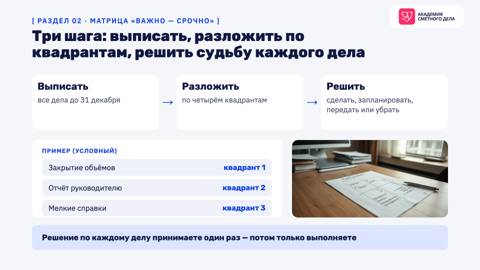 [ РАЗДЕЛ 02 · МАТРИЦА «ВАЖНО — СРОЧНО» ]
АКАДЕМИЯ
СМЕТНОГО ДЕЛА
Три шага: выписать, разложить по
квадрантам, решить судьбу каждого дела
Выписать
все дела до 31 декабря
→
Разложить
по четырём квадрантам
→
Решить
сделать, запланировать,
передать или убрать
ПРИМЕР (УСЛОВНЫЙ)
Закрытие объёмов квадрант 1
Отчёт руководителю квадрант 2
Мелкие справки квадрант 3
Решение по каждому делу принимаете один раз — потом только выполняете